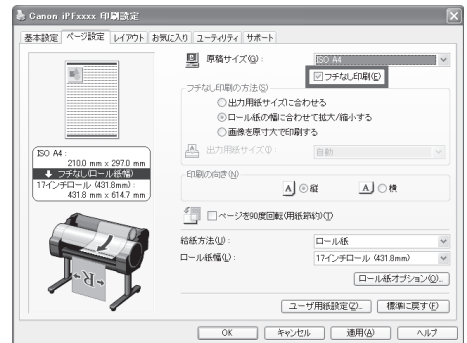 Canon iPFxxxx 印刷設定
基本設定 ページ設定 レイアウト お気に入り ユーティリティ サポート
原稿サイズ(Q) :
ISO A4
フチなし印刷(E)
フチなし印刷の方法(S)
出力用紙サイズに合わせる
ロール紙の幅に合わせて拡大/縮小する
画像を原寸大で印刷する
出力用紙サイズ() :
自動
印刷の向き(N)
A 縦
A 横
ページを90度回転(用紙節約)(T)
給紙方法(U) :
ロール紙
ロール紙幅(L) :
17インチロール (431.8mm)
ロール紙オプション(O)...
ユーザ用紙設定(Z)...
標準に戻す(F)
ISO A4 :
210.0 mm x 297.0 mm
フチなし(ロール紙幅)
17インチロール (431.8mm) :
431.8 mm x 614.7 mm
R
OK
キャンセル
適用(A)
ヘルプ